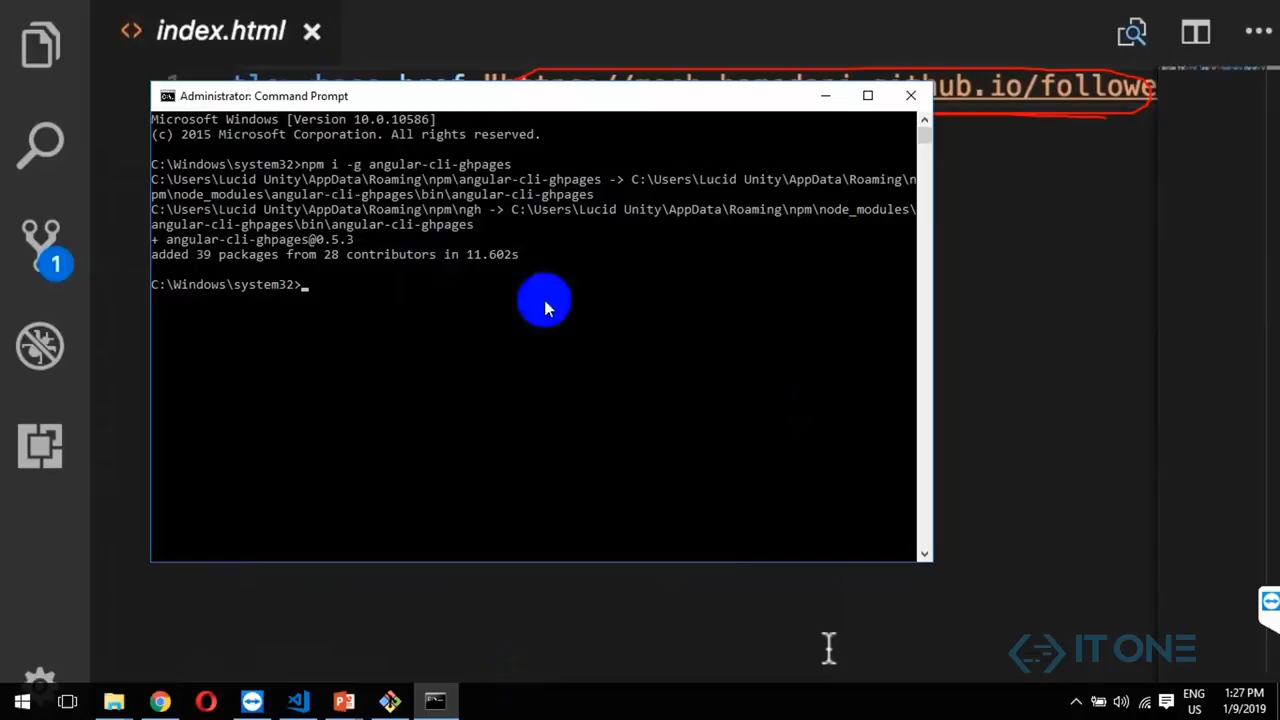 index.html
ub.io/followe
Administrator: Command Prompt
Microsoft Windows [Version 10.0.10586]
(c) 2015 Microsoft Corporation. All rights reserved.
C:\Windows\system32>npm i -g angular-cli-ghpages
C:\Users\Lucid Unity\AppData\Roaming\npm\angular-cli-ghpages -> C:\Users\Lucid Unity\AppData\Roaming\n
pm\node_modules\angular-cli-ghpages\bin\angular-cli-ghpages
C:\Users\Lucid Unity\AppData\Roaming\npm\ngh -> C:\Users\Lucid Unity\AppData\Roaming\npm\node_modules\
angular-cli-ghpages\bin\angular-cli-ghpages
+ angular-cli-ghpages@0.5.3
added 39 packages from 28 contributors in 11.602s
C:\Windows\system32>
1
IT ONE
ENG
US
1:27 PM
1/9/2019